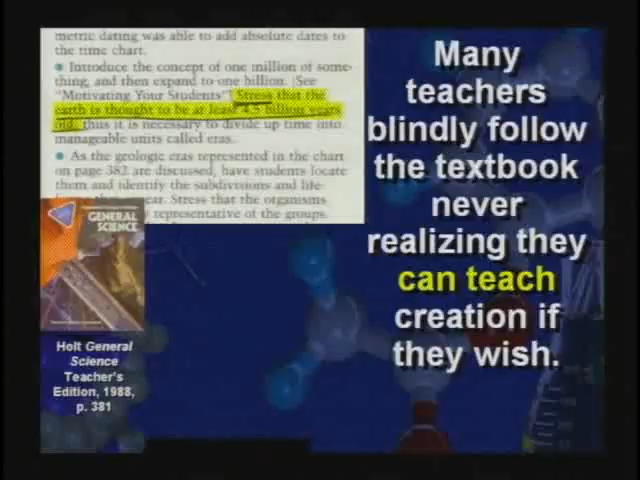 metric dating was able to add absolute dates to
the time chart.
• Introduce the concept of one million of some-
thing, and then expand to one billion. (See
"Motivating Your Students".) Stress that the
earth is thought to be at least 4.5 billion years
old, thus it is necessary to divide up time into
manageable units called eras.
• As the geologic eras represented in the chart
on page 382 are discussed, have students locate
them and identify the subdivisions and life-
ear. Stress that the organisms
representative of the groups.
GENERAL
SCIENCE
Holt General
Science
Teacher's
Edition, 1988,
p. 381
Many
teachers
blindly follow
the textbook
never
realizing they
can teach
creation if
they wish.